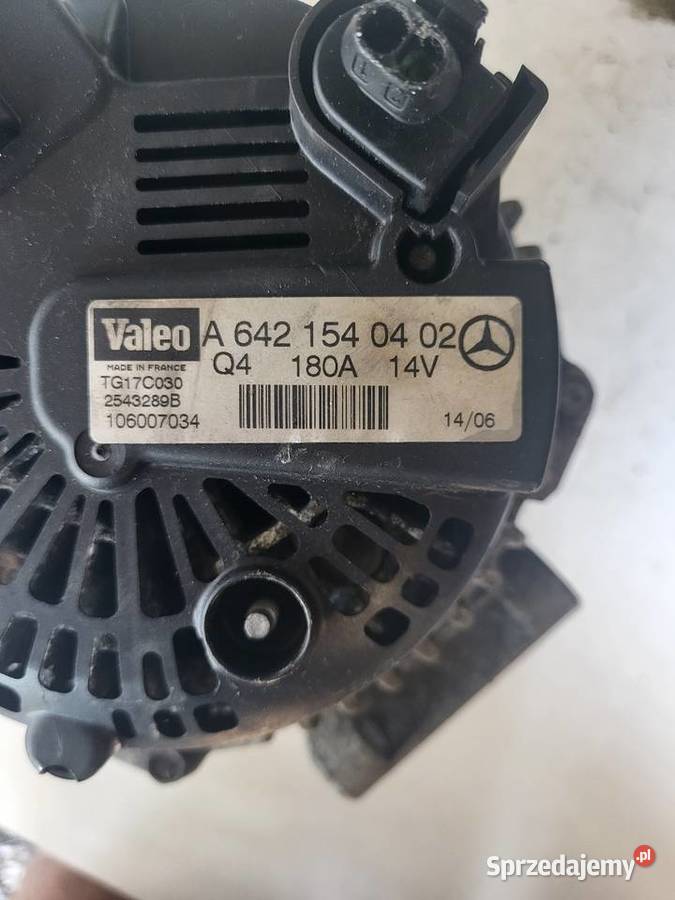 Valeo A 642 154 04 02
MADE IN FRANCE Q4 180A 14V
TG17C030
2543289B
106007034 14/06
Sprzedajemy.pl